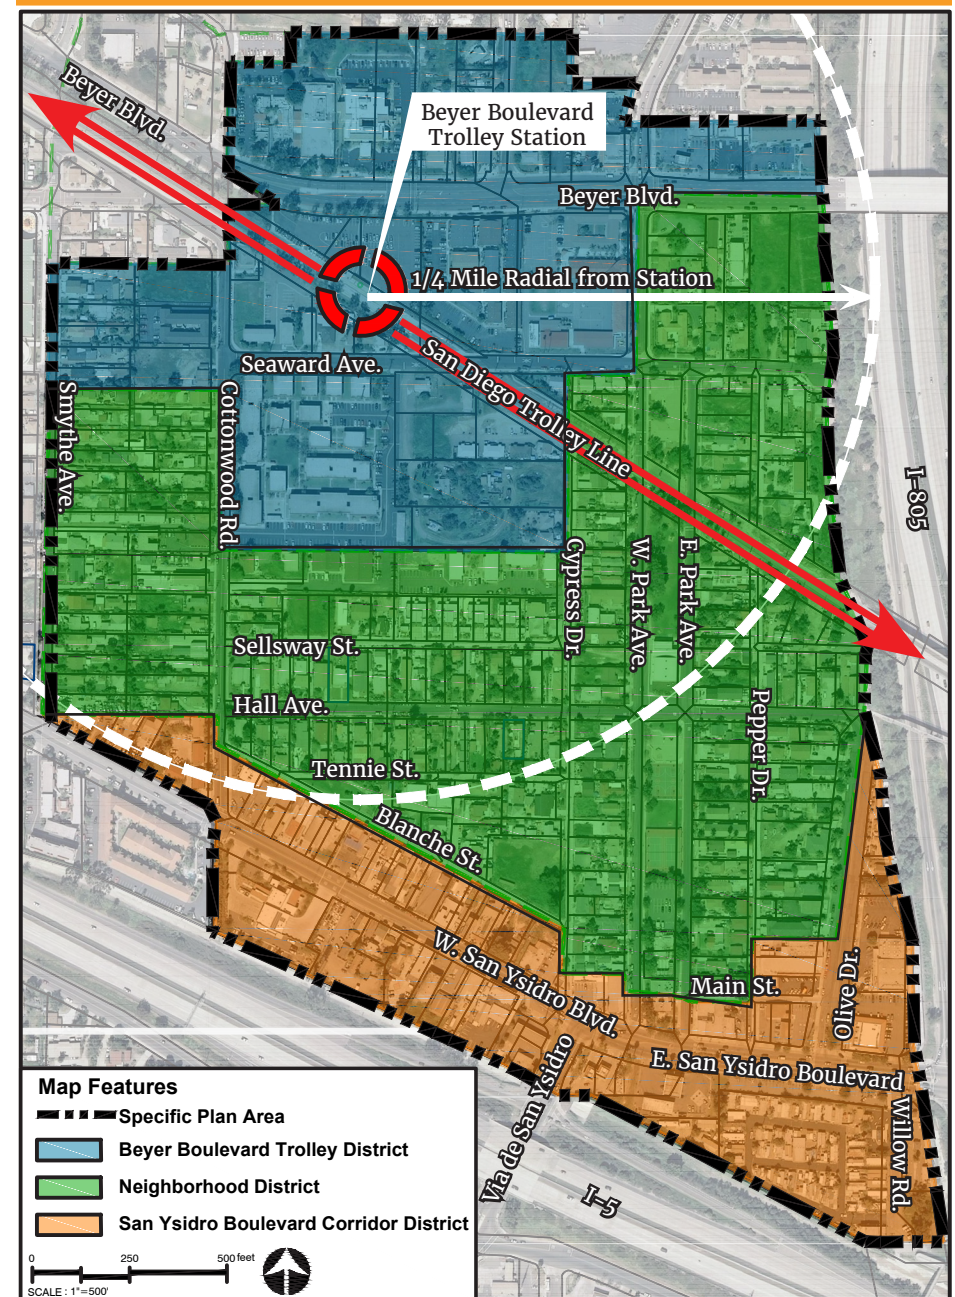 Beyer Blvd.
Beyer Boulevard
Trolley Station
Beyer Blvd.
1/4 Mile Radial from Station
San Diego Trolley Line
Seaward Ave.
Smythe Ave.
Cottonwood Rd.
I-805
Cypress Dr.
W. Park Ave.
E. Park Ave.
Sellsway St.
Hall Ave.
Pepper Dr.
Tennie St.
Blanche St.
W. San Ysidro Blvd.
Main St.
Olive Dr.
E. San Ysidro Boulevard
Via de San Ysidro
Willow Rd.
I-5
Map Features
Specific Plan Area
Beyer Boulevard Trolley District
Neighborhood District
San Ysidro Boulevard Corridor District
0 250 500 feet
SCALE : 1"=500'